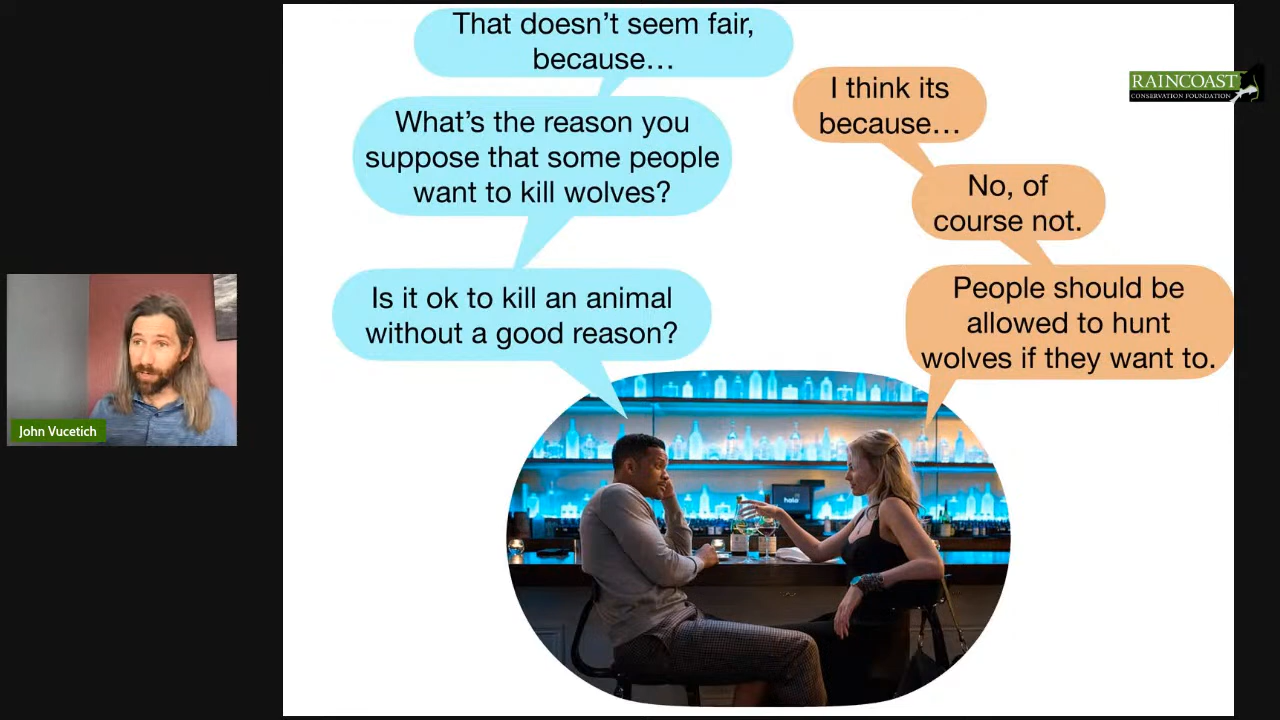 That doesn't seem fair,
because…
I think its
because…
RAINCOAST
CONSERVATION FOUNDATION
What's the reason you
suppose that some people
want to kill wolves?
No, of
course not.
Is it ok to kill an animal
without a good reason?
People should be
allowed to hunt
wolves if they want to.
John Vucetich
halo